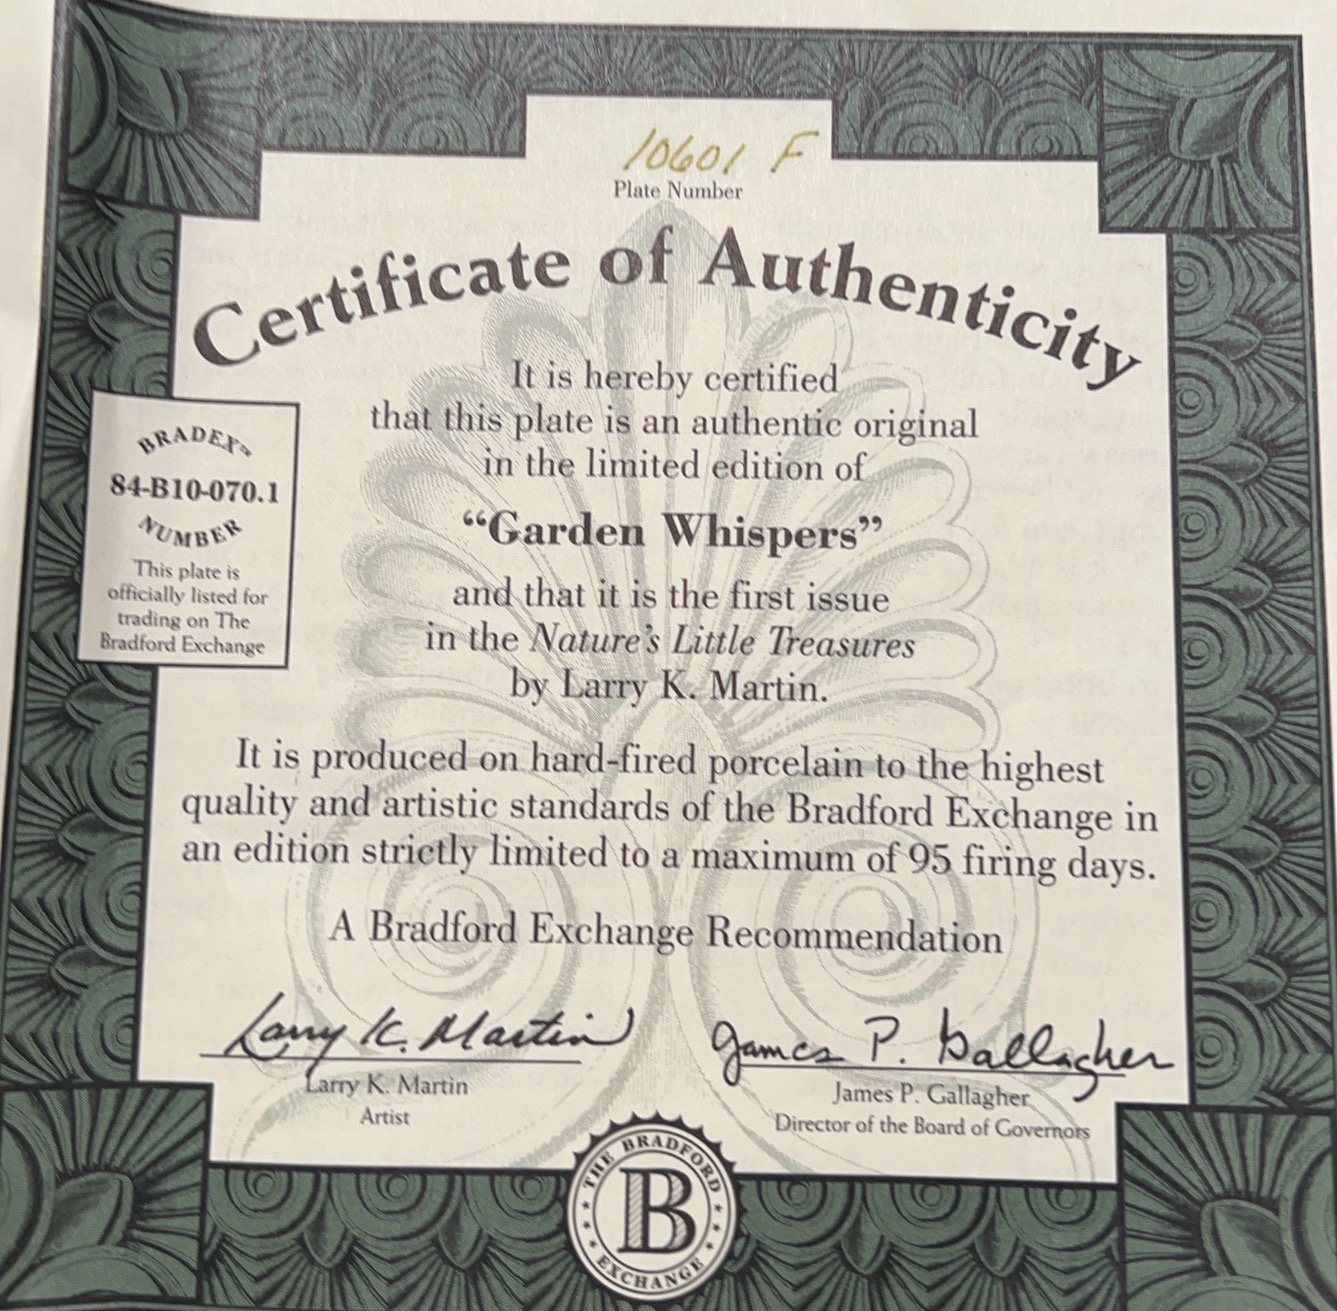 10601 F
Plate Number
Certificate of Authenticity
It is hereby certified
that this plate is an authentic original
in the limited edition of
“Garden Whispers”
and that it is the first issue
in the Nature's Little Treasures
by Larry K. Martin.
BRADEX™
84-B10-070.1
NUMBER
This plate is
officially listed for
trading on The
Bradford Exchange
It is produced on hard-fired porcelain to the highest
quality and artistic standards of the Bradford Exchange in
an edition strictly limited to a maximum of 95 firing days.
A Bradford Exchange Recommendation
Larry K. Martin
Larry K. Martin
Artist
James P. Gallagher
James P. Gallagher
Director of the Board of Governors
THE BRADFORD
B
EXCHANGE